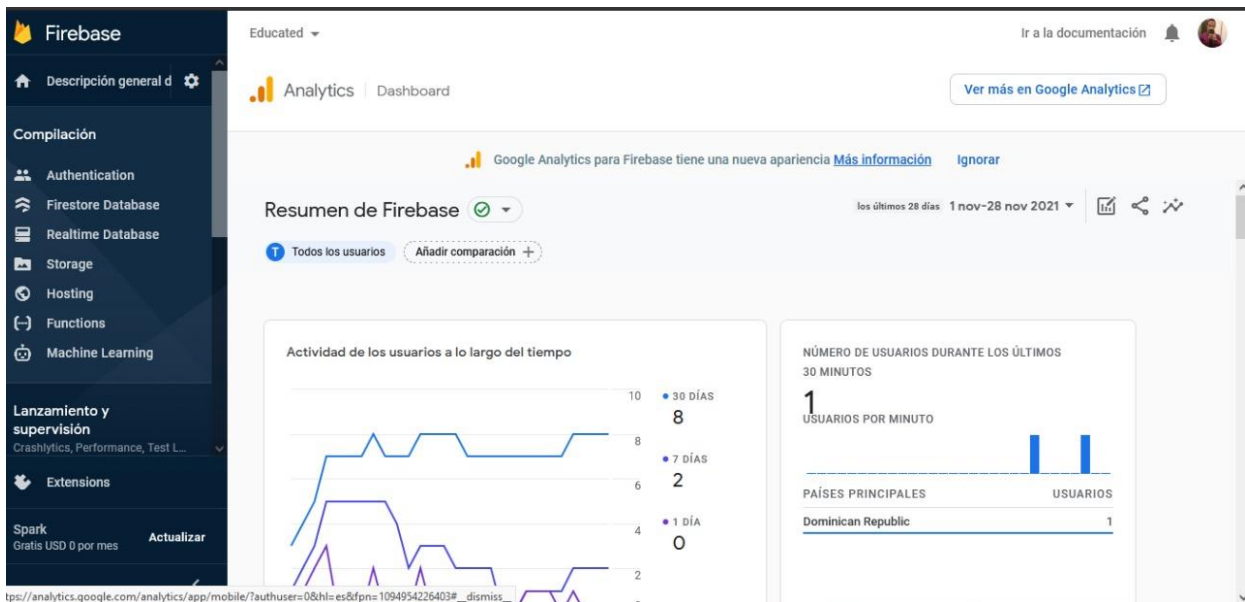 Firebase
Educated
Ir a la documentación
Descripción general d
Analytics
Dashboard
Ver más en Google Analytics
Compilación
Google Analytics para Firebase tiene una nueva apariencia Más información Ignorar
Authentication
Firestore Database
Realtime Database
Storage
Hosting
Functions
Machine Learning
Lanzamiento y
supervisión
Crashlytics, Performance, Test L...
Extensions
Spark
Gratis USD 0 por mes
Actualizar
Resumen de Firebase
los últimos 28 días 1 nov-28 nov 2021
T Todos los usuarios
Añadir comparación +
Actividad de los usuarios a lo largo del tiempo
10
8
6
4
2
30 DÍAS
8
7 DÍAS
2
1 DÍA
0
NÚMERO DE USUARIOS DURANTE LOS ÚLTIMOS
30 MINUTOS
1
USUARIOS POR MINUTO
PAÍSES PRINCIPALES USUARIOS
Dominican Republic 1
tps://analytics.google.com/analytics/app/mobile/?authuser=0&hl=es&fpn=1094954226403#__dismiss__